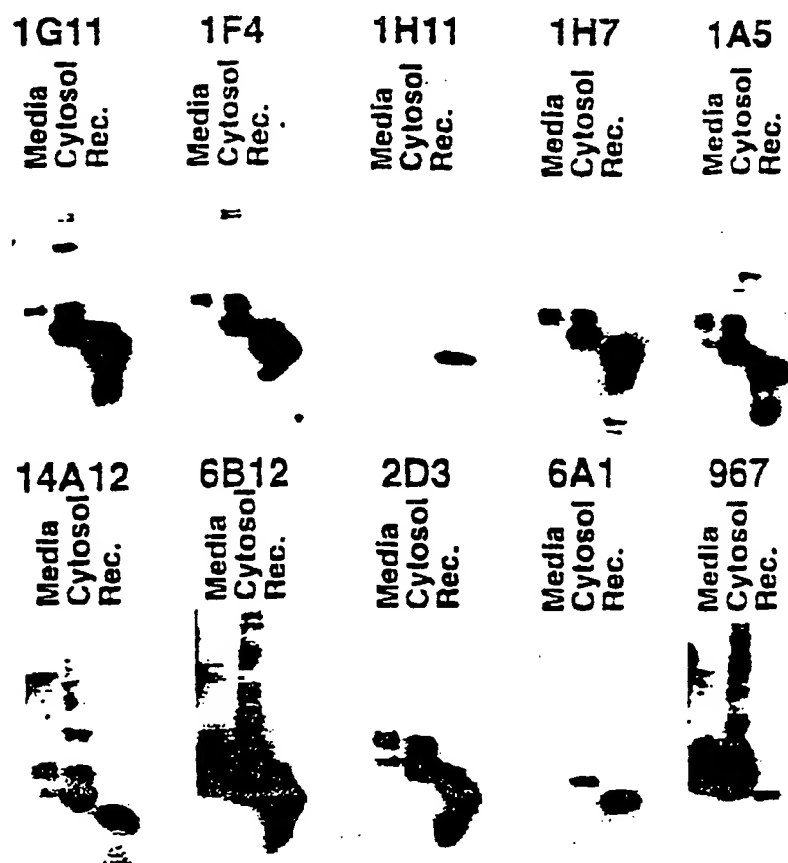 1G11 1F4 1H11 1H7 1A5
Media Media Media Media Media
Cytosol Cytosol Cytosol Cytosol Cytosol
Rec. Rec. Rec. Rec. Rec.
14A12 6B12 2D3 6A1 967
Media Media Media Media Media
Cytosol Cytosol Cytosol Cytosol Cytosol
Rec. Rec. Rec. Rec. Rec.